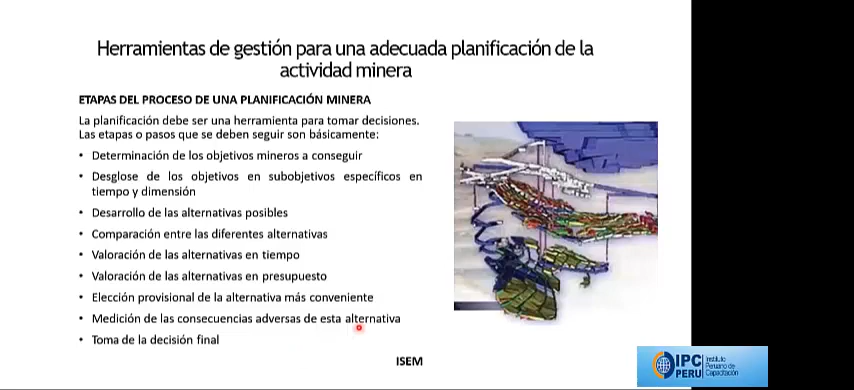 Herramientas de gestión para una adecuada planificación de la
actividad minera
ETAPAS DEL PROCESO DE UNA PLANIFICACIÓN MINERA
La planificación debe ser una herramienta para tomar decisiones.
Las etapas o pasos que se deben seguir son básicamente:
• Determinación de los objetivos mineros a conseguir
• Desglose de los objetivos en subobjetivos específicos en
tiempo y dimensión
• Desarrollo de las alternativas posibles
• Comparación entre las diferentes alternativas
• Valoración de las alternativas en tiempo
• Valoración de las alternativas en presupuesto
• Elección provisional de la alternativa más conveniente
• Medición de las consecuencias adversas de esta alternativa
• Toma de la decisión final
ISEM
IPC
PERU
Instituto
Peruano de
Capacitación